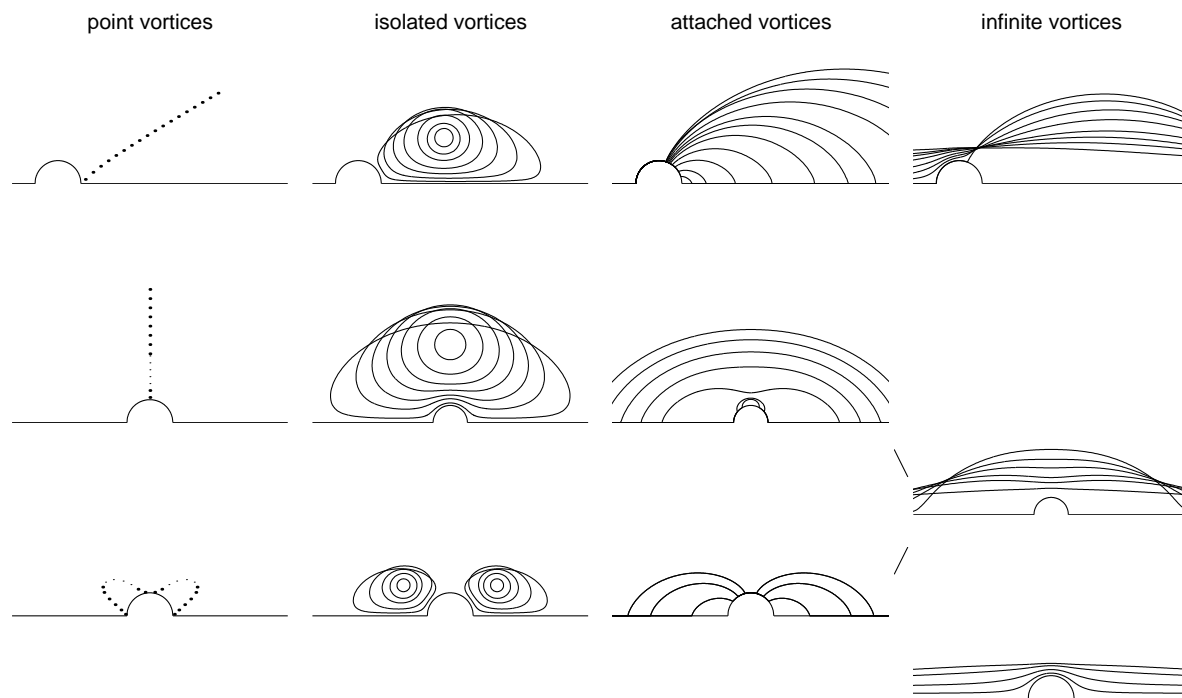 point vortices
isolated vortices
attached vortices
infinite vortices